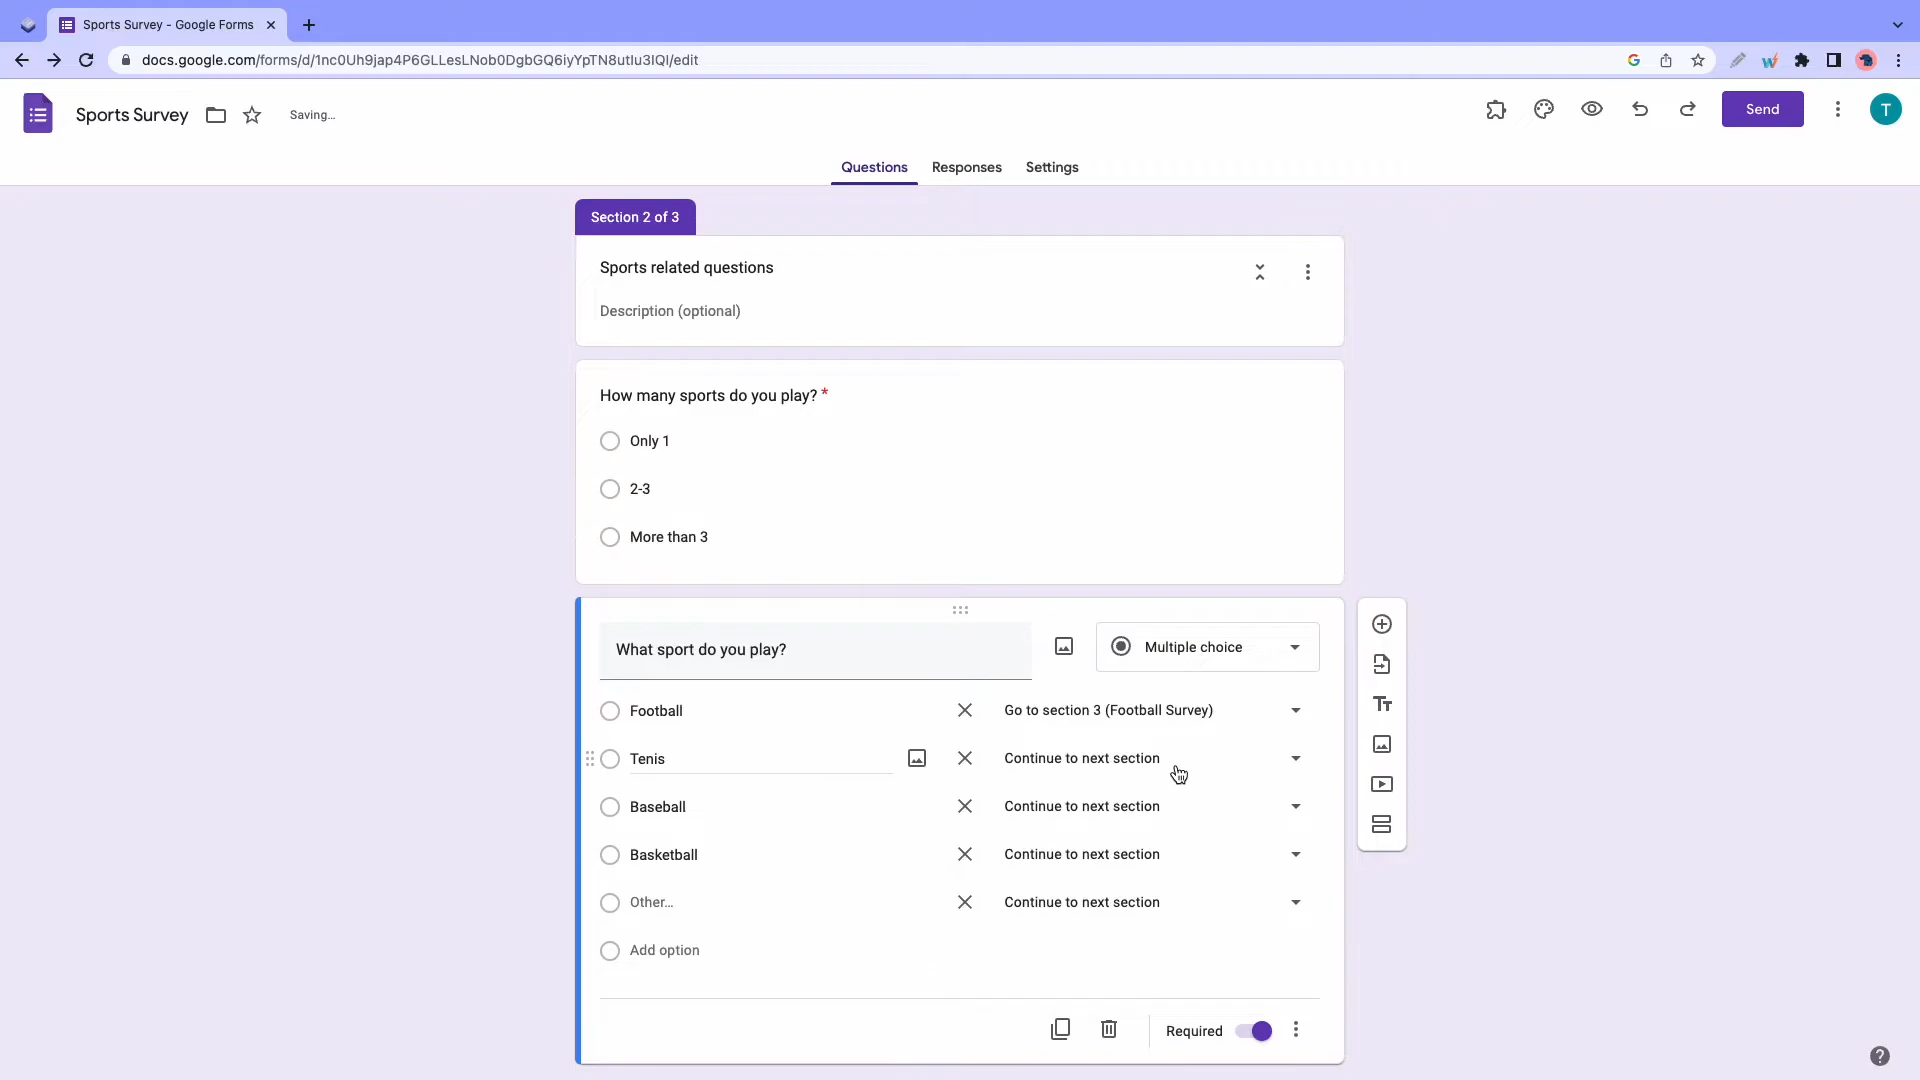 Sports Survey - Google Forms
docs.google.com/forms/d/1nc0Uh9jap4P6GLLesLNob0DgbGQ6iyYpTN8utIu3IQI/edit
Sports Survey
Saving...
Send
T
Questions
Responses
Settings
Section 2 of 3
Sports related questions
Description (optional)
How many sports do you play? *
Only 1
2-3
More than 3
What sport do you play?
Multiple choice
Football
Go to section 3 (Football Survey)
Tenis
Continue to next section
Baseball
Continue to next section
Basketball
Continue to next section
Other...
Continue to next section
Add option
Required